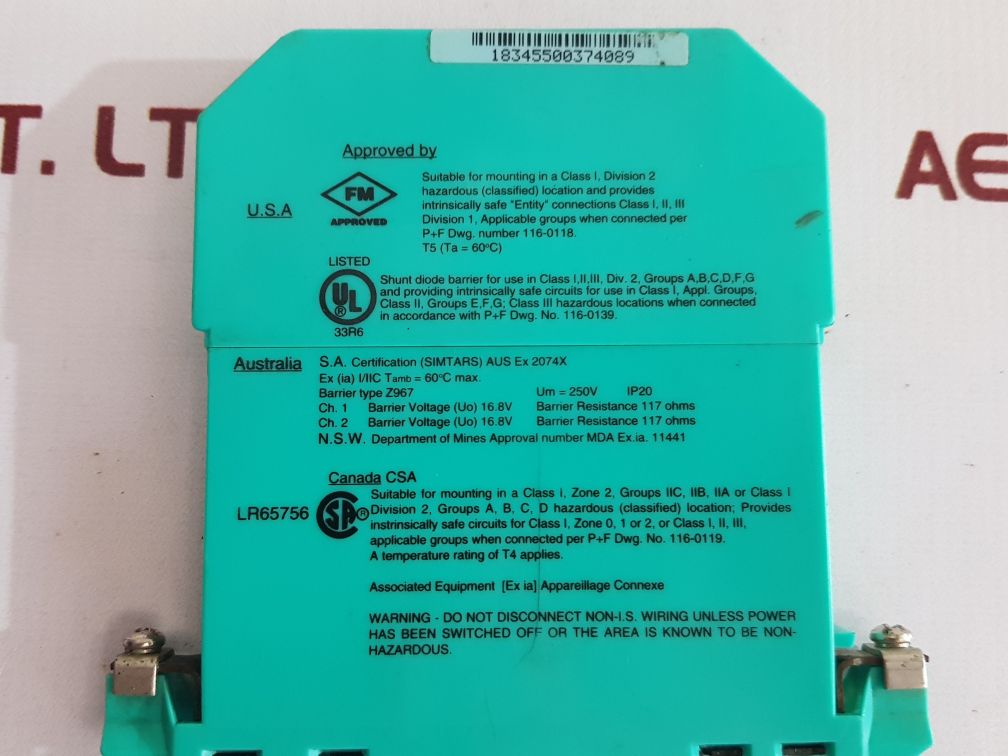 18345500374089
T. LT
AE
Approved by
U.S.A
FM
APPROVED
Suitable for mounting in a Class I, Division 2
hazardous (classified) location and provides
intrinsically safe "Entity" connections Class I, II, III
Division 1, Applicable groups when connected per
P+F Dwg. number 116-0118.
T5 (Ta = 60°C)
LISTED
UL
®
33R6
Shunt diode barrier for use in Class I,II,III, Div. 2, Groups A,B,C,D,F,G
and providing intrinsically safe circuits for use in Class I, Appl. Groups,
Class II, Groups E,F,G; Class III hazardous locations when connected
in accordance with P+F Dwg. No. 116-0139.
Australia S.A. Certification (SIMTARS) AUS Ex 2074X
Ex (ia) I/IIC Tamb = 60°C max.
Barrier type Z967 Um = 250V IP20
Ch. 1 Barrier Voltage (Uo) 16.8V Barrier Resistance 117 ohms
Ch. 2 Barrier Voltage (Uo) 16.8V Barrier Resistance 117 ohms
N.S.W. Department of Mines Approval number MDA Ex.ia. 11441
Canada CSA
LR65756
SA ®
Suitable for mounting in a Class I, Zone 2, Groups IIC, IIB, IIA or Class I
Division 2, Groups A, B, C, D hazardous (classified) location; Provides
instrinsically safe circuits for Class I, Zone 0, 1 or 2, or Class I, II, III,
applicable groups when connected per P+F Dwg. No. 116-0119.
A temperature rating of T4 applies.
Associated Equipment [Ex ia] Appareillage Connexe
WARNING - DO NOT DISCONNECT NON-I.S. WIRING UNLESS POWER
HAS BEEN SWITCHED OFF OR THE AREA IS KNOWN TO BE NON-
HAZARDOUS.